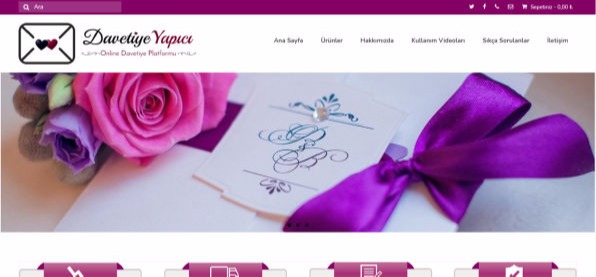 Ara
Sepetiniz - 0,00 ₺
Davetiye Yapıcı
Online Davetiye Platformu
Ana Sayfa Ürünler Hakkımızda Kullanım Videoları Sıkça Sorulanlar İletişim
P&B